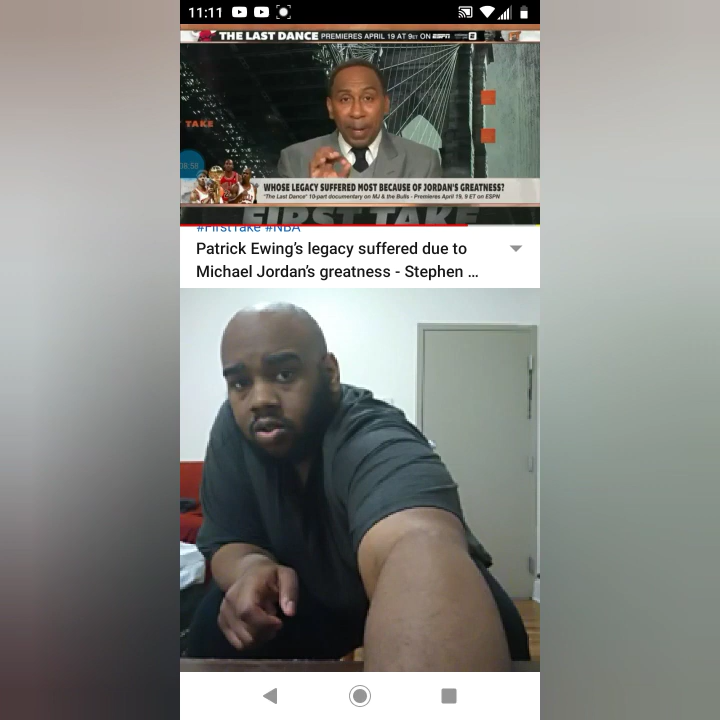 11:11
THE LAST DANCE PREMIERES APRIL 19 AT 9ET ON ESPN
TAKE
08:58
WHOSE LEGACY SUFFERED MOST BECAUSE OF JORDAN'S GREATNESS?
"The Last Dance" 10-part documentary on MJ & the Bulls - Premieres April 19, 9 ET on ESPN
FIRST TAKE
#FirstTake #NBA
Patrick Ewing's legacy suffered due to
Michael Jordan's greatness - Stephen ...